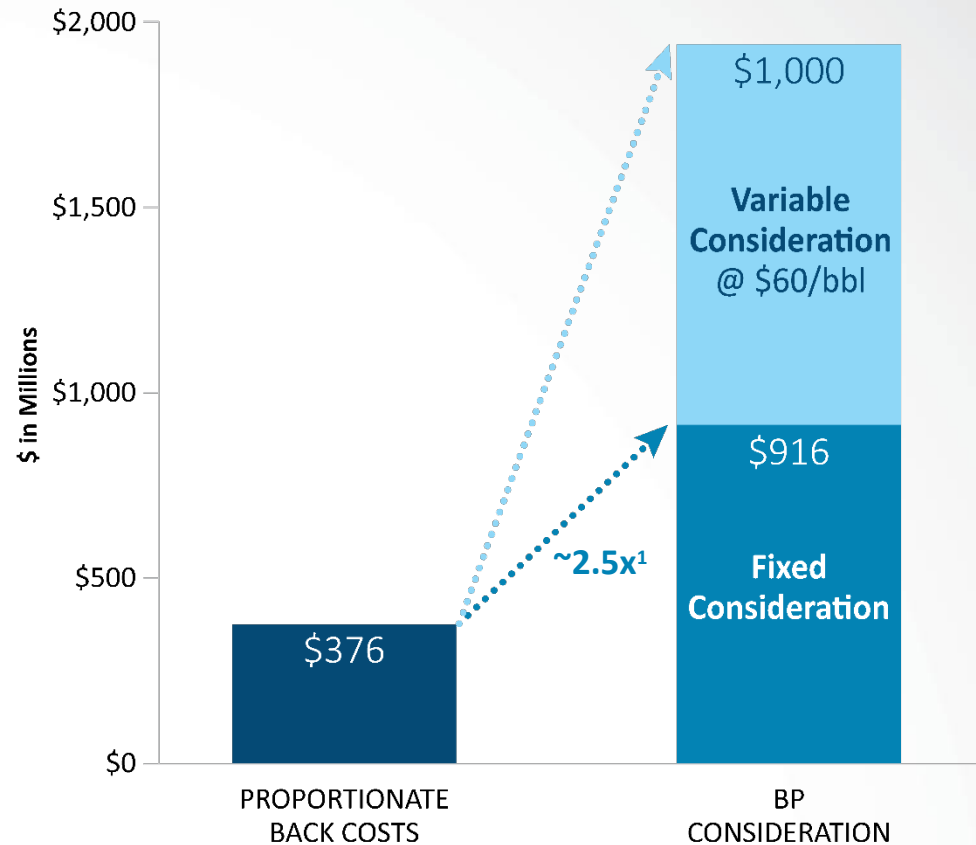 $2,000
$1,500
$1,000
$500
$0
$ in Millions
$376
~2.5x¹
$1,000
Variable
Consideration
@ $60/bbl
$916
Fixed
Consideration
PROPORTIONATE
BACK COSTS
BP
CONSIDERATION